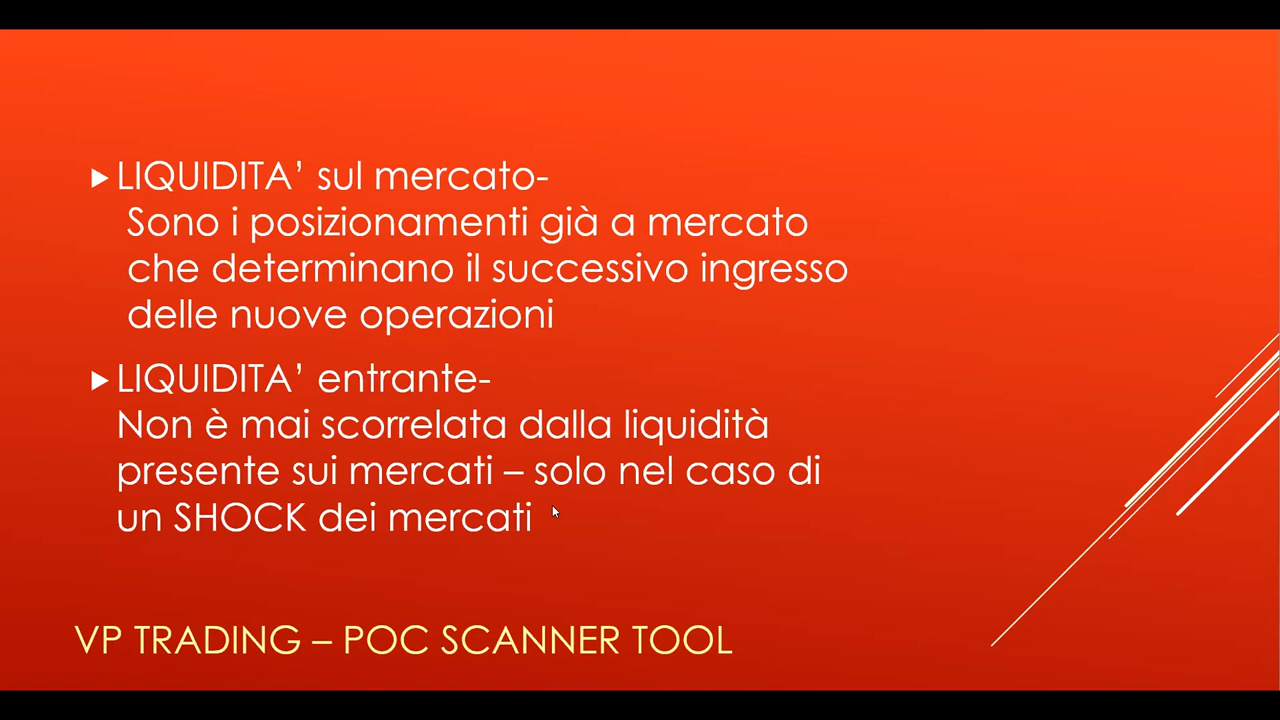 LIQUIDITA’ sul mercato-
Sono i posizionamenti già a mercato
che determinano il successivo ingresso
delle nuove operazioni
LIQUIDITA’ entrante-
Non è mai scorrelata dalla liquidità
presente sui mercati – solo nel caso di
un SHOCK dei mercati
VP TRADING – POC SCANNER TOOL